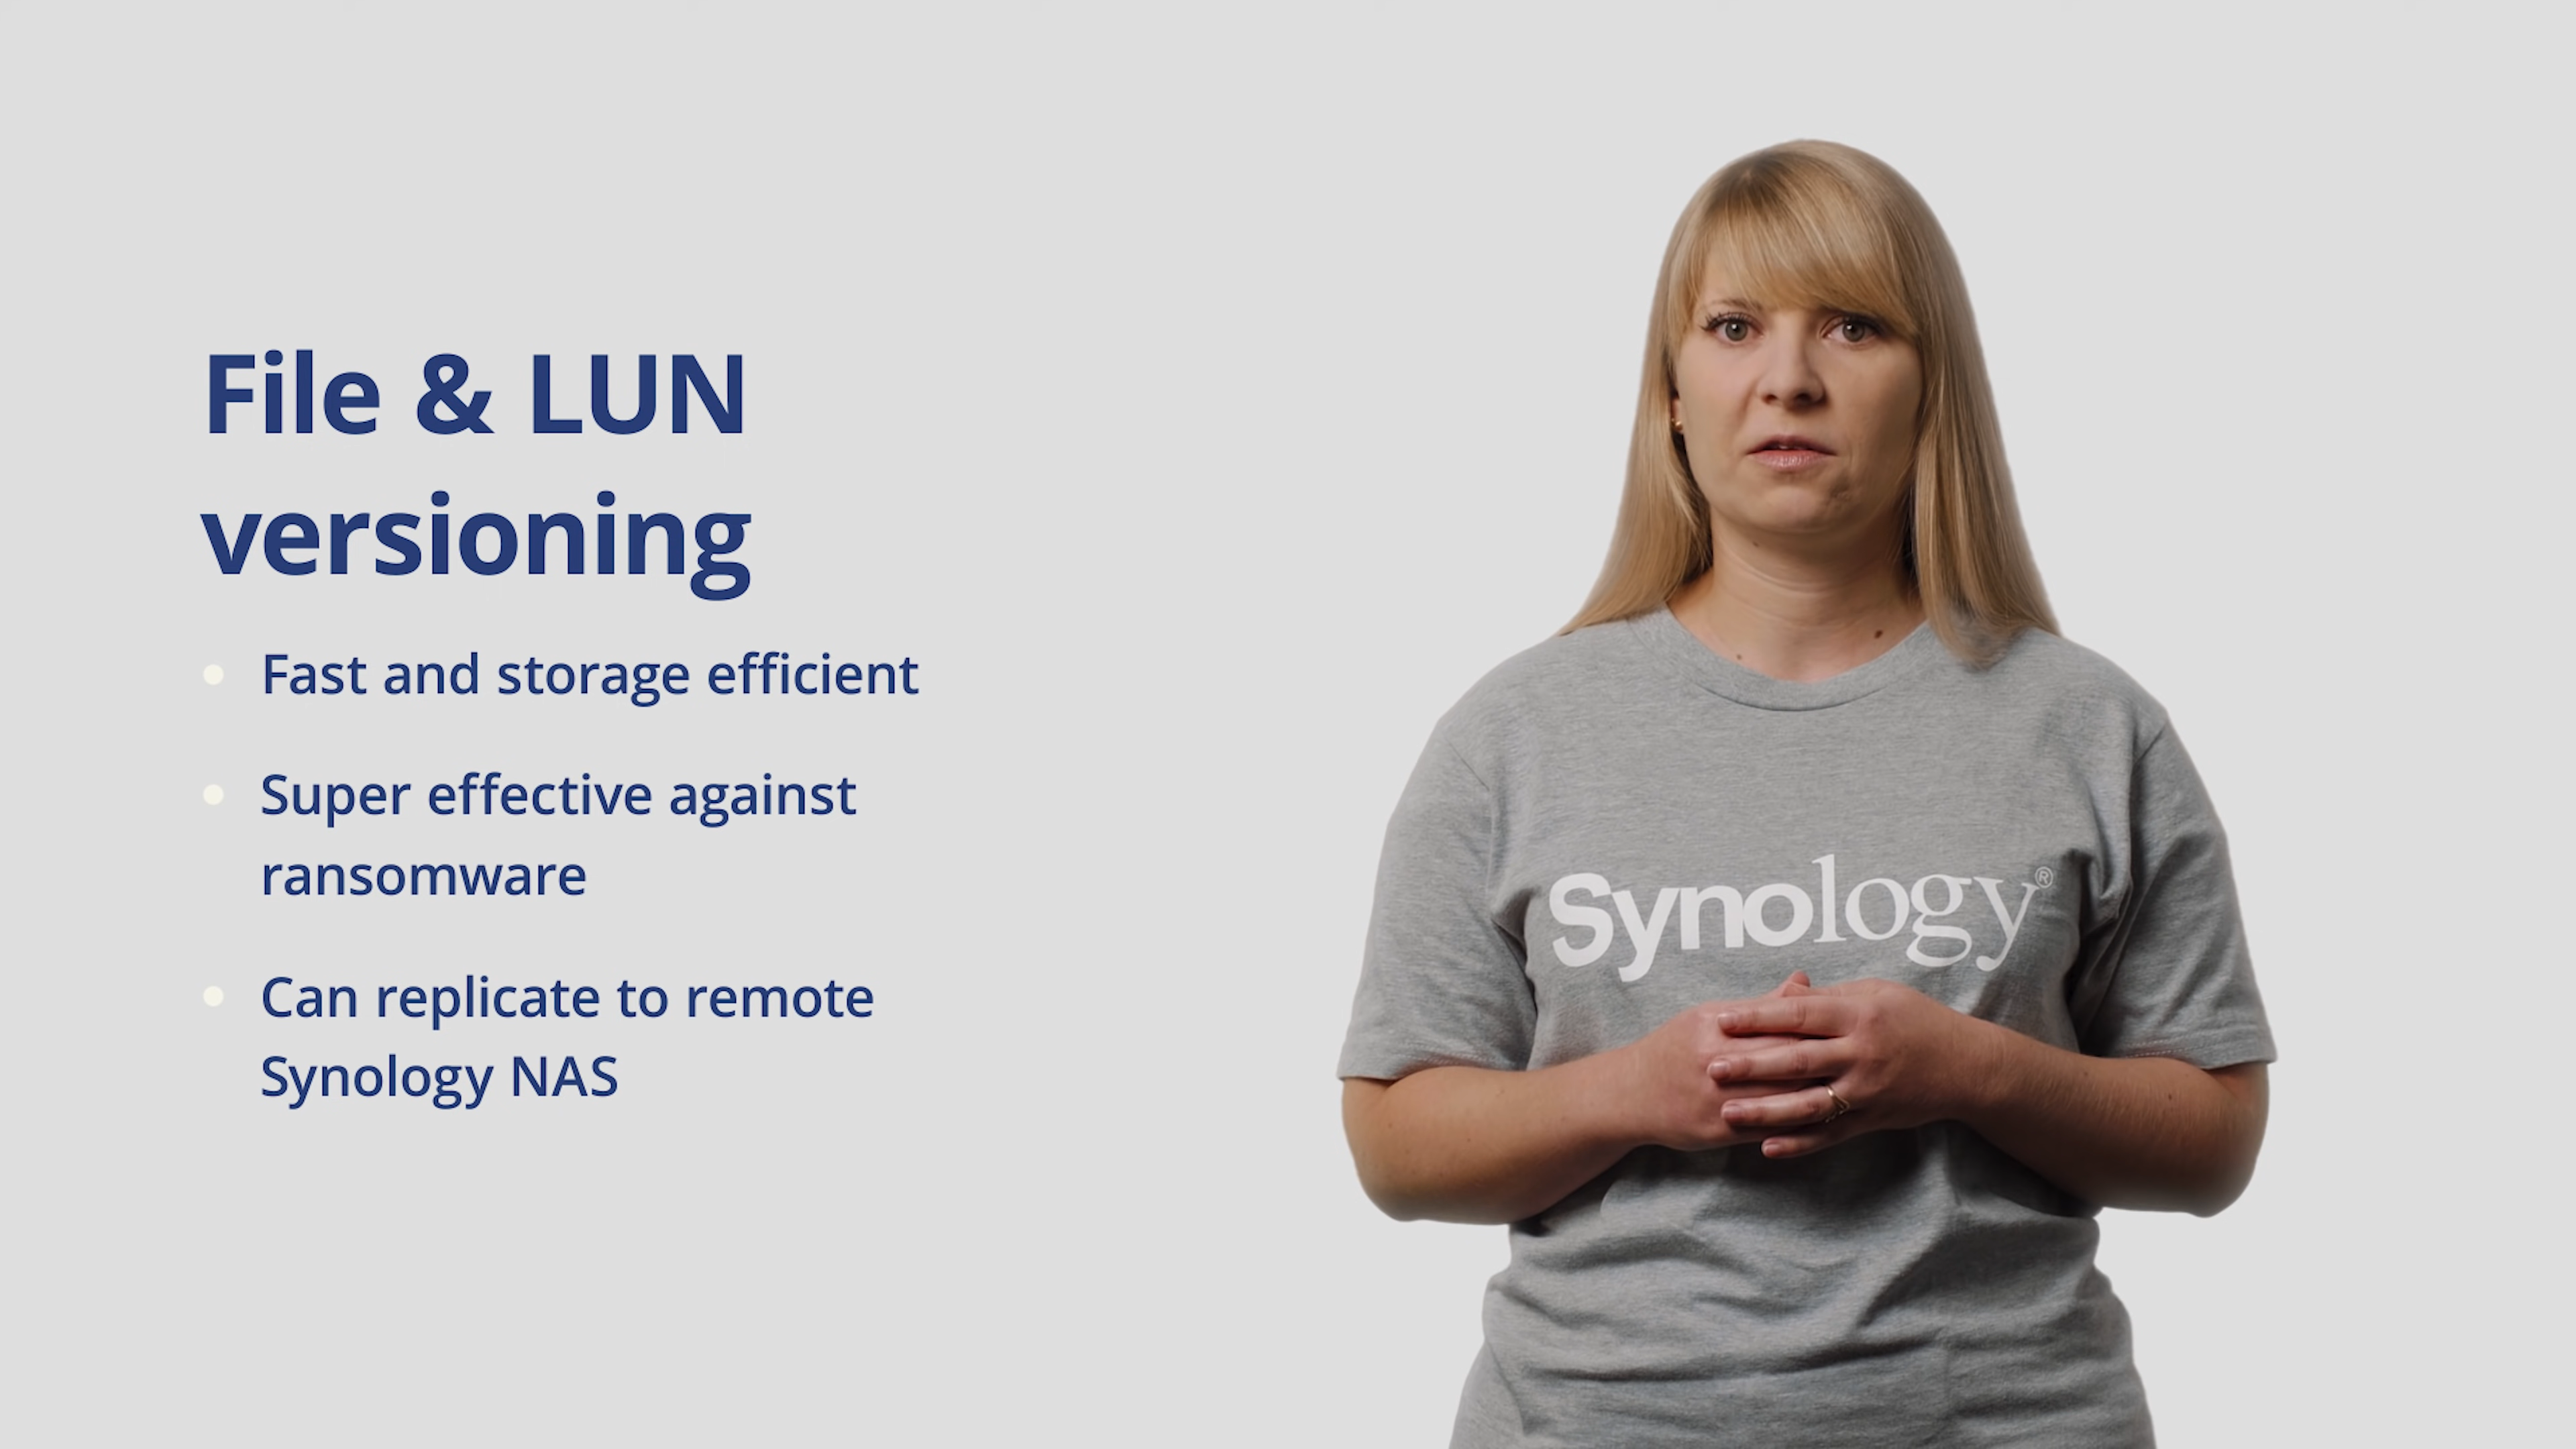 File & LUN
versioning
Fast and storage efficient
Super effective against
ransomware
Can replicate to remote
Synology NAS
Synology®